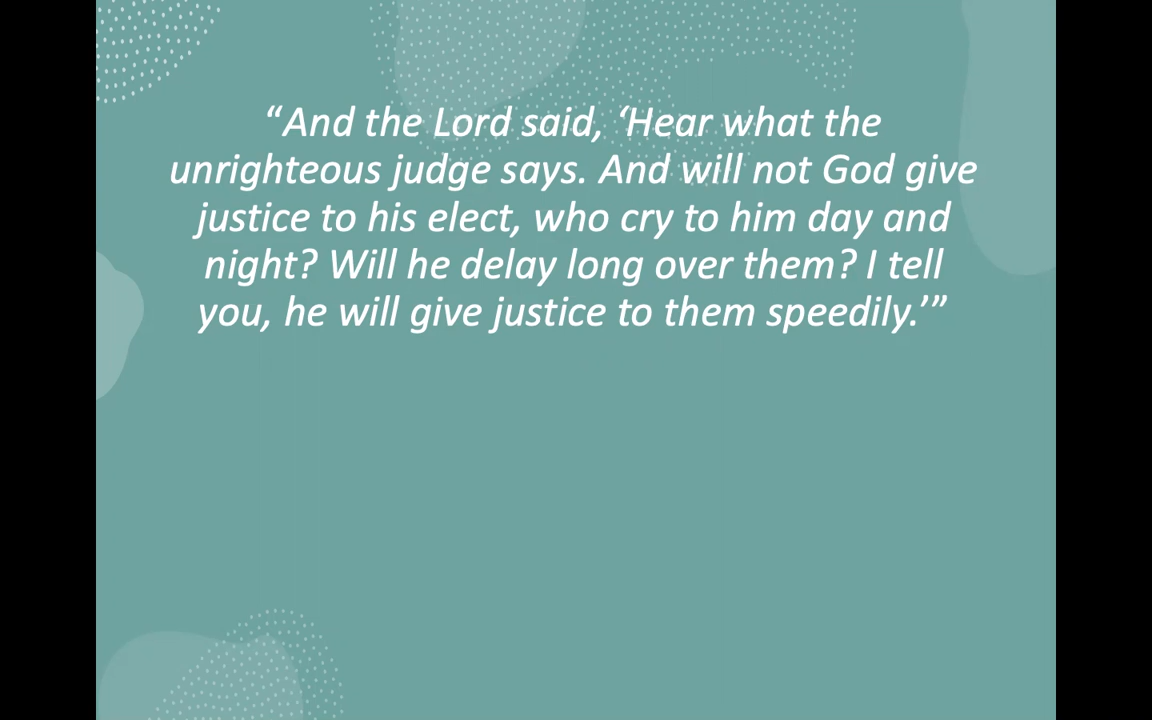 “And the Lord said, ‘Hear what the
unrighteous judge says. And will not God give
justice to his elect, who cry to him day and
night? Will he delay long over them? I tell
you, he will give justice to them speedily.’”